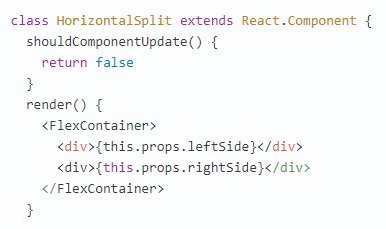 class HorizontalSplit extends React.Component {
  shouldComponentUpdate() {
    return false
  }
  render() {
    <FlexContainer>
      <div>{this.props.leftSide}</div>
      <div>{this.props.rightSide}</div>
    </FlexContainer>
  }